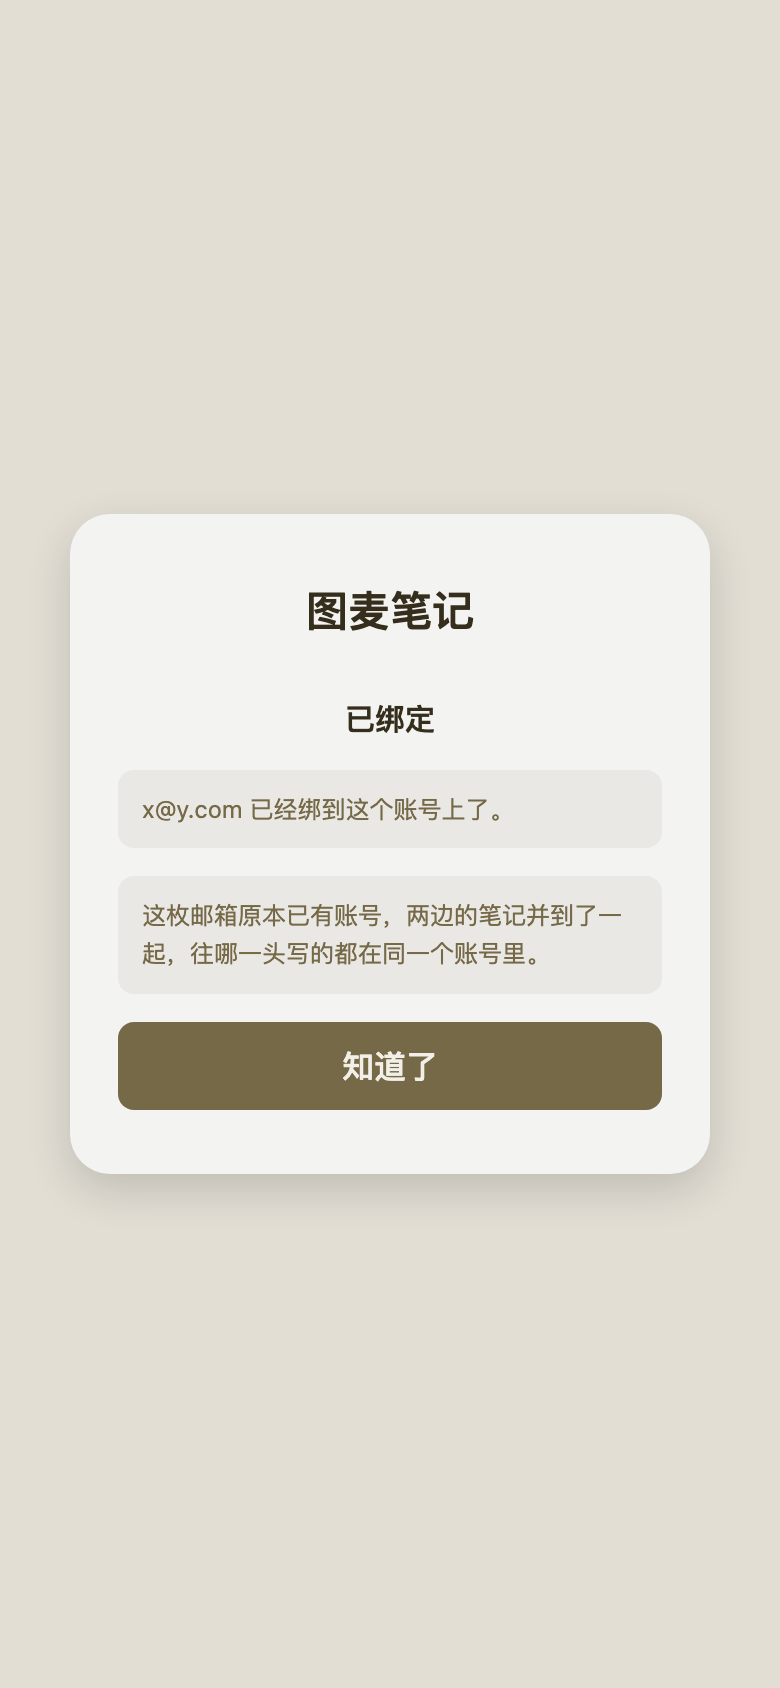 图麦笔记
已绑定
x@y.com 已经绑到这个账号上了。
这枚邮箱原本已有账号，两边的笔记并到了一
起，往哪一头写的都在同一个账号里。
知道了